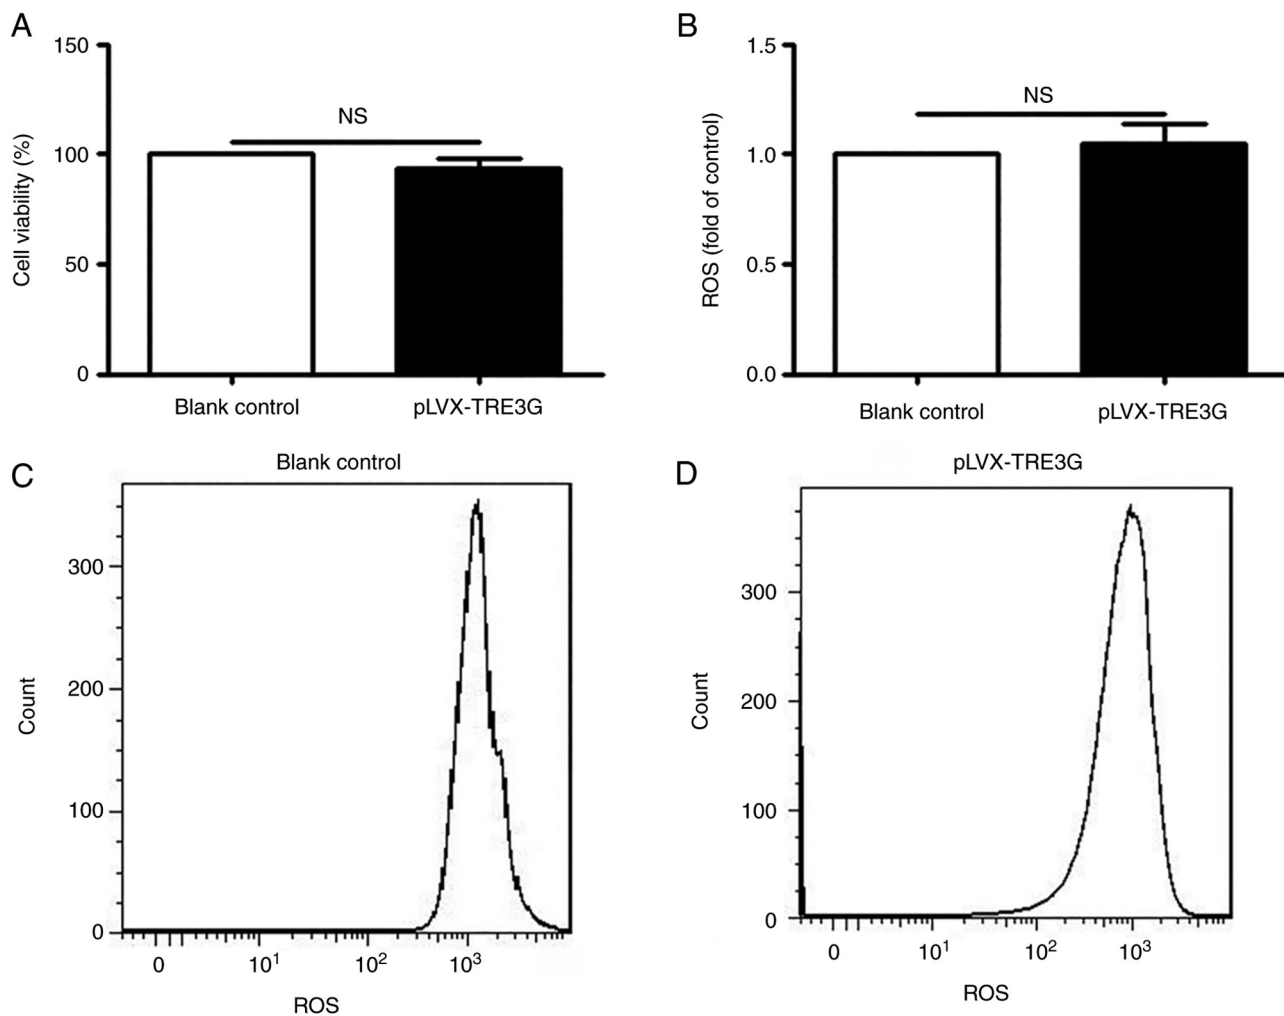 A
150
100
50
0
Cell viability (%)
NS
Blank control
pLVX-TRE3G
B
1.5
1.0
0.5
0.0
ROS (fold of control)
NS
Blank control
pLVX-TRE3G
C
Blank control
300
200
100
0
Count
0
10¹
10²
10³
ROS
D
pLVX-TRE3G
300
200
100
0
Count
0
10¹
10²
10³
ROS